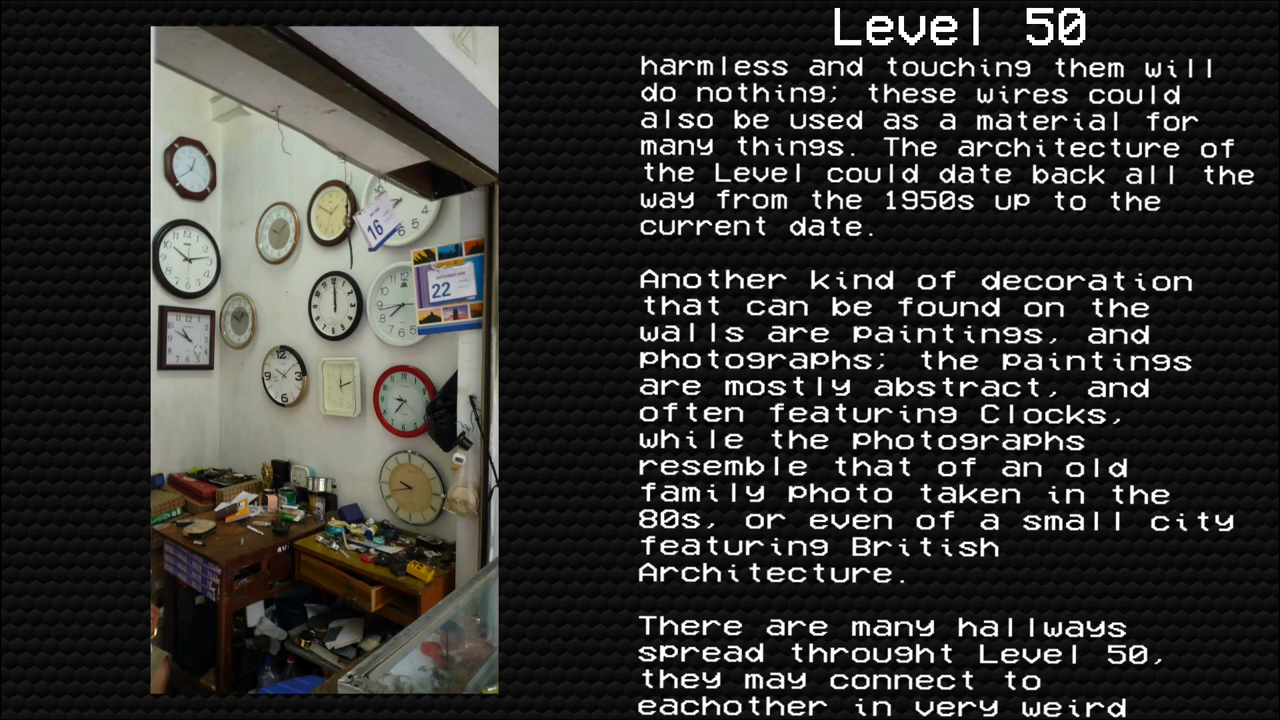 Level 50
harmless and touching them will
do nothing; these wires could
also be used as a material for
many things. The architecture of
the Level could date back all the
way from the 1950s up to the
current date.
Another kind of decoration
that can be found on the
walls are paintings, and
photographs; the paintings
are mostly abstract, and
often featuring Clocks,
while the photographs
resemble that of an old
family photo taken in the
80s, or even of a small city
featuring British
Architecture.
There are many hallways
spread throught Level 50,
they may connect to
eachother in very weird
16
22